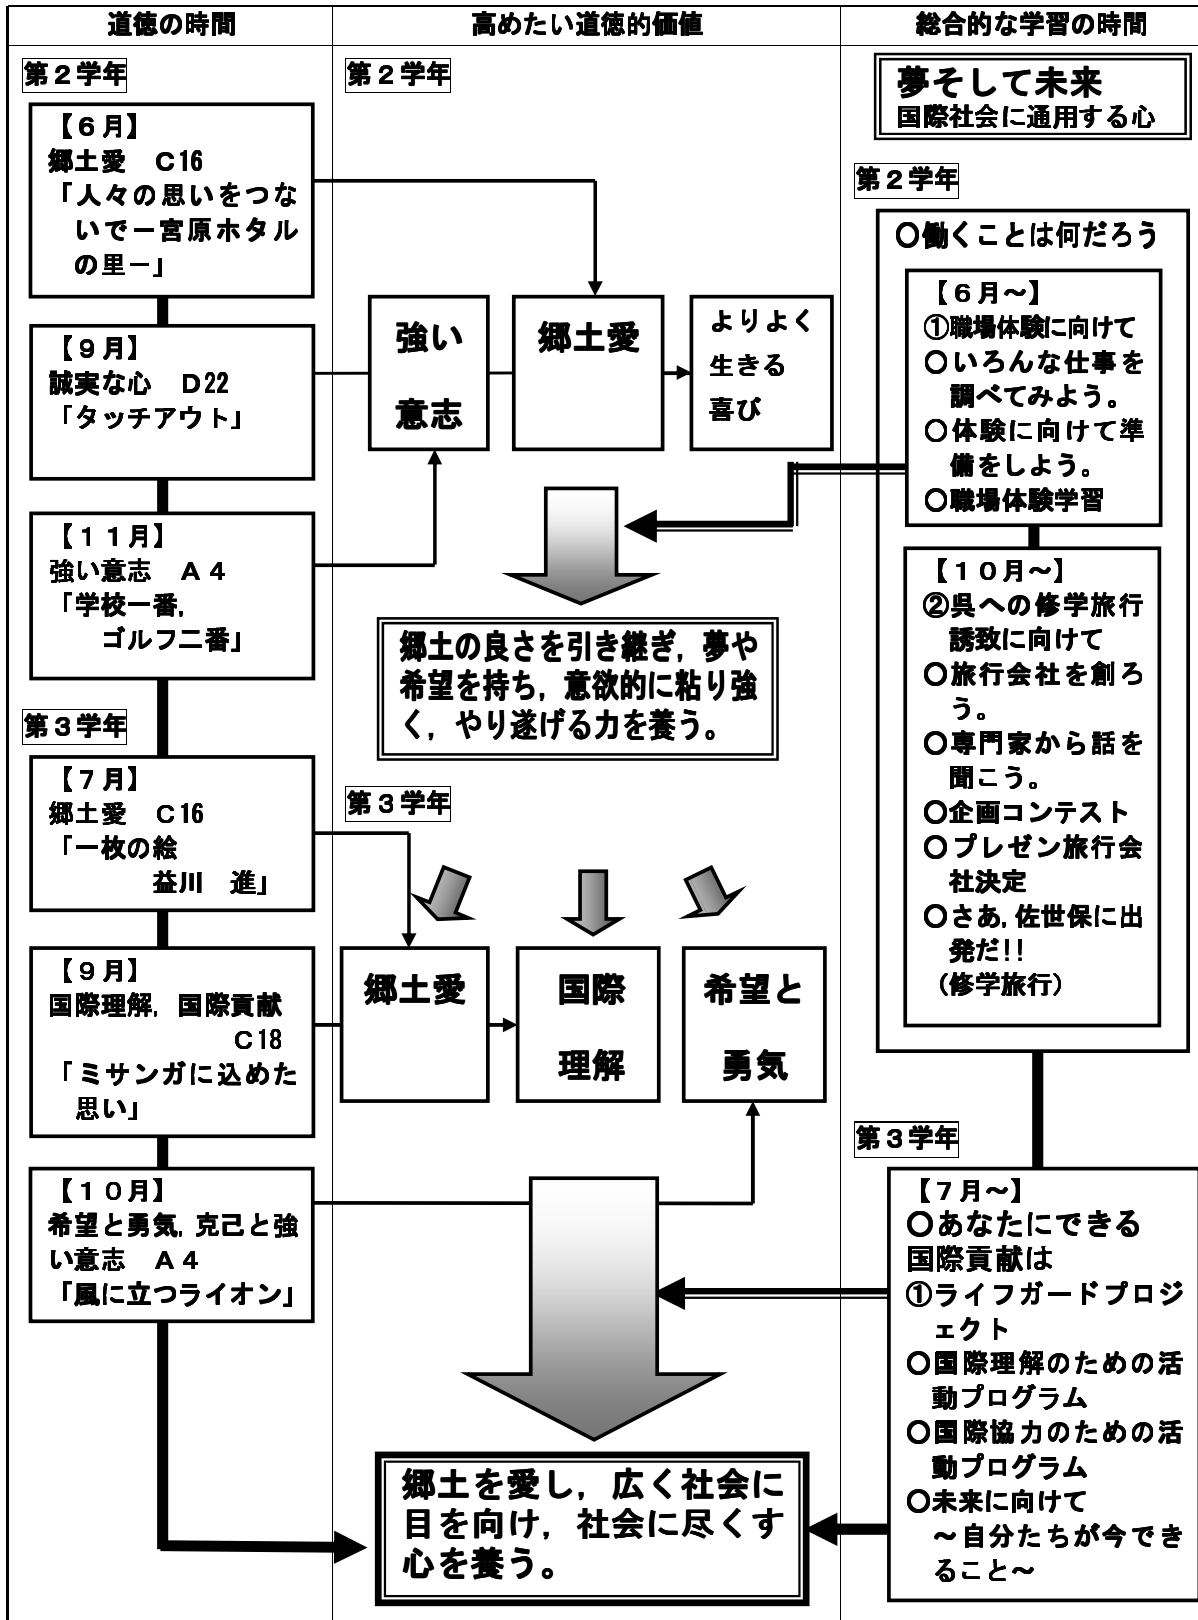 道徳の時間
高めたい道徳的価値
総合的な学習の時間
第２学年
【６月】
郷土愛　Ｃ16
「人々の思いをつな
いで－宮原ホタル
の里－」
【９月】
誠実な心　Ｄ22
「タッチアウト」
【１１月】
強い意志　Ａ４
「学校一番，
ゴルフ二番」
第３学年
【７月】
郷土愛　Ｃ16
「一枚の絵
益川　進」
【９月】
国際理解，国際貢献
Ｃ18
「ミサンガに込めた
思い」
【１０月】
希望と勇気，克己と強
い意志　Ａ４
「風に立つライオン」
第２学年
強い
意志
郷土愛
よりよく
生きる
喜び
郷土の良さを引き継ぎ，夢や
希望を持ち，意欲的に粘り強
く，やり遂げる力を養う。
第３学年
郷土愛
国際
理解
希望と
勇気
郷土を愛し，広く社会に
目を向け，社会に尽くす
心を養う。
夢そして未来
国際社会に通用する心
第２学年
〇働くことは何だろう
【６月～】
①職場体験に向けて
〇いろんな仕事を
調べてみよう。
〇体験に向けて準
備をしよう。
〇職場体験学習
【１０月～】
②呉への修学旅行
誘致に向けて
〇旅行会社を創ろ
う。
〇専門家から話を
聞こう。
〇企画コンテスト
〇プレゼン旅行会
社決定
〇さあ，佐世保に出
発だ!!
（修学旅行）
第３学年
【７月～】
〇あなたにできる
国際貢献は
①ライフガードプロジ
ェクト
〇国際理解のための活
動プログラム
〇国際協力のための活
動プログラム
〇未来に向けて
～自分たちが今でき
ること～